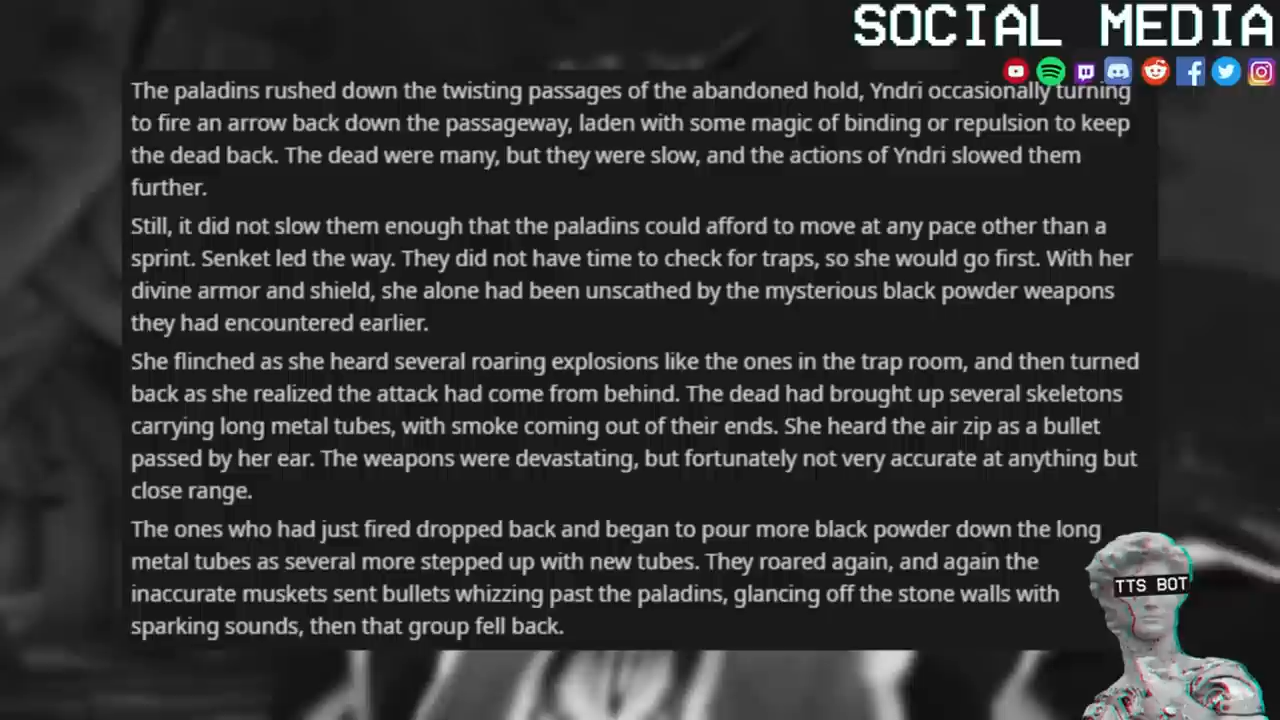 SOCIAL MEDIA
The paladins rushed down the twisting passages of the abandoned hold, Yndri occasionally turning
to fire an arrow back down the passageway, laden with some magic of binding or repulsion to keep
the dead back. The dead were many, but they were slow, and the actions of Yndri slowed them
further.
Still, it did not slow them enough that the paladins could afford to move at any pace other than a
sprint. Senket led the way. They did not have time to check for traps, so she would go first. With her
divine armor and shield, she alone had been unscathed by the mysterious black powder weapons
they had encountered earlier.
She flinched as she heard several roaring explosions like the ones in the trap room, and then turned
back as she realized the attack had come from behind. The dead had brought up several skeletons
carrying long metal tubes, with smoke coming out of their ends. She heard the air zip as a bullet
passed by her ear. The weapons were devastating, but fortunately not very accurate at anything but
close range.
The ones who had just fired dropped back and began to pour more black powder down the long
metal tubes as several more stepped up with new tubes. They roared again, and again the
inaccurate muskets sent bullets whizzing past the paladins, glancing off the stone walls with
sparking sounds, then that group fell back.
TTS BOT